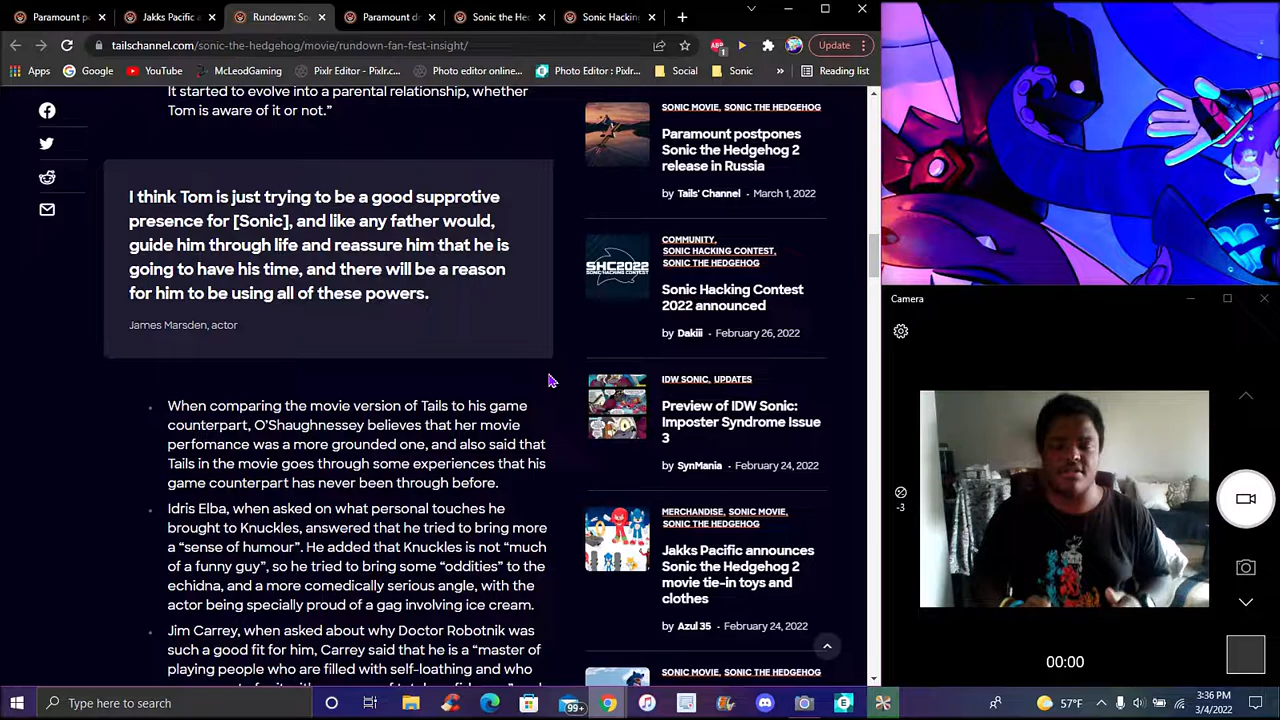 Paramount po
Jakks Pacific a
Rundown: So
Paramount d
Sonic the He
Sonic Hacking
tailschannel.com/sonic-the-hedgehog/movie/rundown-fan-fest-insight/
Update
Apps
Google
YouTube
McLeodGaming
Pixlr Editor - Pixlr.c...
Photo editor online...
Photo Editor : Pixr...
Social
Sonic
»
Reading list
It started to evolve into a parental relationship, whether
Tom is aware of it or not.”
I think Tom is just trying to be a good supprotive
presence for [Sonic], and like any father would,
guide him through life and reassure him that he is
going to have his time, and there will be a reason
for him to be using all of these powers.
James Marsden, actor
When comparing the movie version of Tails to his game
counterpart, O’Shaughnessy believes that her movie
perfomance was a more grounded one, and also said that
Tails in the movie goes through some experiences that his
game counterpart has never been through before.
Idris Elba, when asked on what personal touches he
brought to Knuckles, answered that he tried to bring more
a “sense of humour”. He added that Knuckles is not “much
of a funny guy”, so he tried to bring some “oddities” to the
echidna, and a more comedically serious angle, with the
actor being specially proud of a gag involving ice cream.
Jim Carrey, when asked about why Doctor Robotnik was
such a good fit for him, Carrey said that he is a “master of
playing people who are filled with self-loathing and who
SONIC MOVIE, SONIC THE HEDGEHOG
Paramount postpones
Sonic the Hedgehog 2
release in Russia
by Tails' Channel • March 1, 2022
COMMUNITY,
SONIC HACKING CONTEST,
SONIC THE HEDGEHOG
SHC2022
SONIC HACKING CONTEST
Sonic Hacking Contest
2022 announced
by Dakiii • February 26, 2022
IDW SONIC, UPDATES
Preview of IDW Sonic:
Imposter Syndrome Issue
3
by SynMania • February 24, 2022
MERCHANDISE, SONIC MOVIE,
SONIC THE HEDGEHOG
Jakks Pacific announces
Sonic the Hedgehog 2
movie tie-in toys and
clothes
by Azul 35 • February 24, 2022
SONIC MOVIE, SONIC THE HEDGEHOG
Camera
-3
00:00
Type here to search
99+
57°F
3:36 PM
3/4/2022